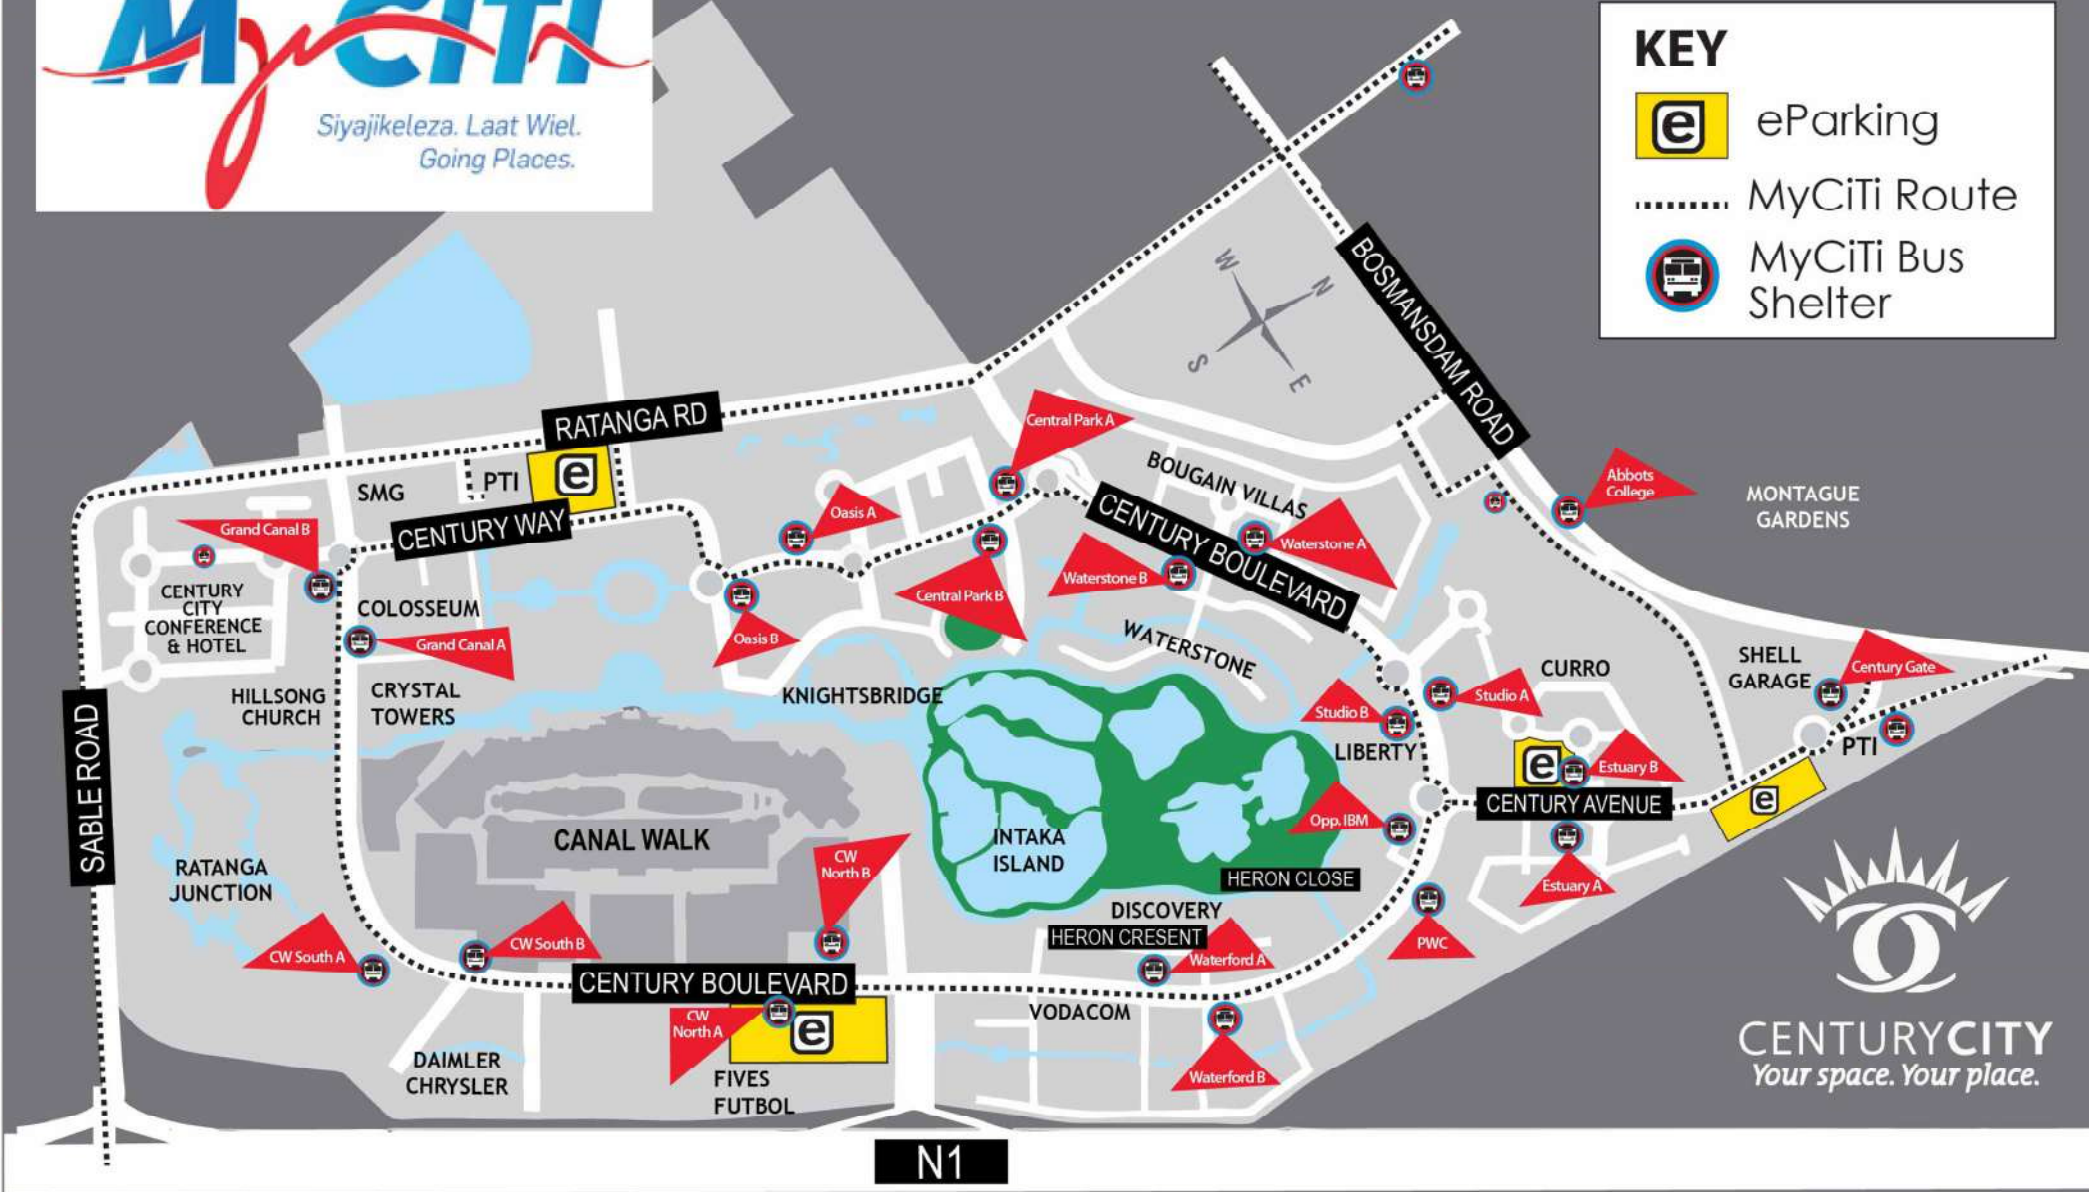 MyCiTi
Siyajikeleza. Laat Wiel.
Going Places.
KEY
e eParking
MyCiTi Route
MyCiTi Bus
Shelter
W
N
S
E
BOSMANSDAM ROAD
RATANGA RD
Central Park A
BOUGAIN VILLAS
Abbots
College
MONTAGUE
GARDENS
SMG
PTI
e
CENTURY WAY
Grand Canal B
Oasis A
CENTURY BOULEVARD
Waterstone A
Waterstone B
CENTURY
CITY
CONFERENCE
& HOTEL
COLOSSEUM
Grand Canal A
Central Park B
Oasis B
WATERSTONE
HILLSONG
CHURCH
CRYSTAL
TOWERS
KNIGHTSBRIDGE
Studio A
Studio B
LIBERTY
CURRO
SHELL
GARAGE
Century Gate
PTI
SABLE ROAD
e
Estuary B
CENTURY AVENUE
e
CANAL WALK
INTAKA
ISLAND
Opp. IBM
RATANGA
JUNCTION
CW
North B
HERON CLOSE
Estuary A
DISCOVERY
HERON CRESENT
Waterford A
PWC
CW South A
CW South B
CENTURY BOULEVARD
CW
North A
e
VODACOM
Waterford B
DAIMLER
CHRYSLER
FIVES
FUTBOL
CENTURYCITY
Your space. Your place.
N1